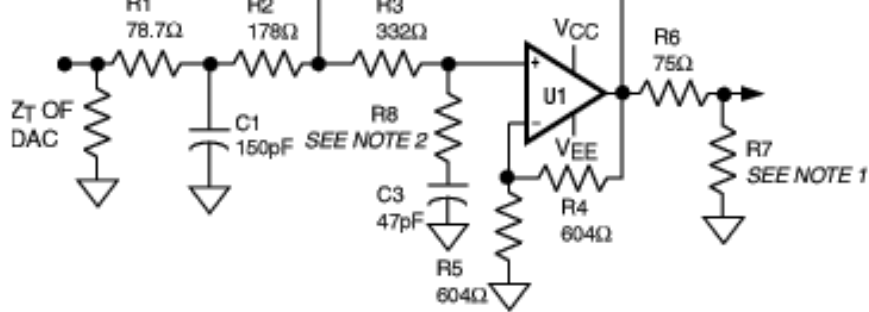 R1
78.7Ω
R2
178Ω
R3
332Ω
VCC
R6
75Ω
+
U1
−
ZT OF
DAC
C1
150pF
R8
SEE NOTE 2
VEE
R7
SEE NOTE 1
C3
47pF
R4
604Ω
R5
604Ω